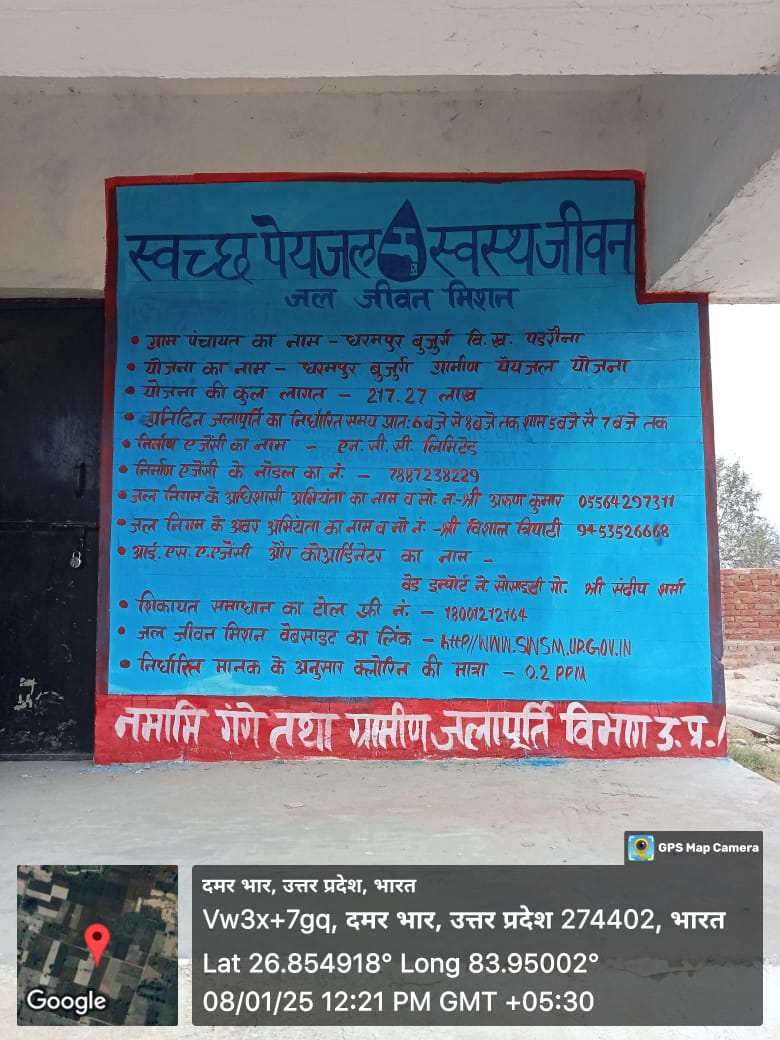 स्वच्छ पेयजल स्वस्थ जीवन
जल जीवन मिशन
• ग्राम पंचायत का नाम - धरमपुर बुजुर्ग वि.ख. पडरौना
• योजना का नाम - धरमपुर बुजुर्ग ग्रामीण पेयजल योजना
• योजना की कुल लागत - 217.27 लाख
• प्रतिदिन जलापूर्ति का निर्धारित समय प्रात: 6 बजे से 8 बजे तक शाम 5 बजे से 7 बजे तक
• निर्माण एजेंसी का नाम - एन.सी.सी. लिमिटेड
• निर्माण एजेंसी के नोडल का नं. - 7887238229
• जल निगम के अधिशासी अभियंता का नाम व मो. न.-श्री अरुण कुमार 05564297311
• जल निगम के अवर अभियंता का नाम व मो नं. -श्री विशाल त्रिपाठी 9453526668
• आई.एस.ए.एजेंसी और कोआर्डिनेटर का नाम -
वेड इन्पोर्ट ने. सोसाइटी गो. श्री संदीप शर्मा
• शिकायत समाधान का टोल फ्री नं. - 18001212164
• जल जीवन मिशन वेबसाइट का लिंक - http//WWW.SWSM.UP.GOV.IN
• निर्धारित मानक के अनुसार क्लोरिन की मात्रा - 0.2 PPM
नमामि गंगे तथा ग्रामीण जलापूर्ति विभाग उ.प्र.
GPS Map Camera
दमर भार, उत्तर प्रदेश, भारत
Vw3x+7gq, दमर भार, उत्तर प्रदेश 274402, भारत
Lat 26.854918° Long 83.95002°
08/01/25 12:21 PM GMT +05:30
Google